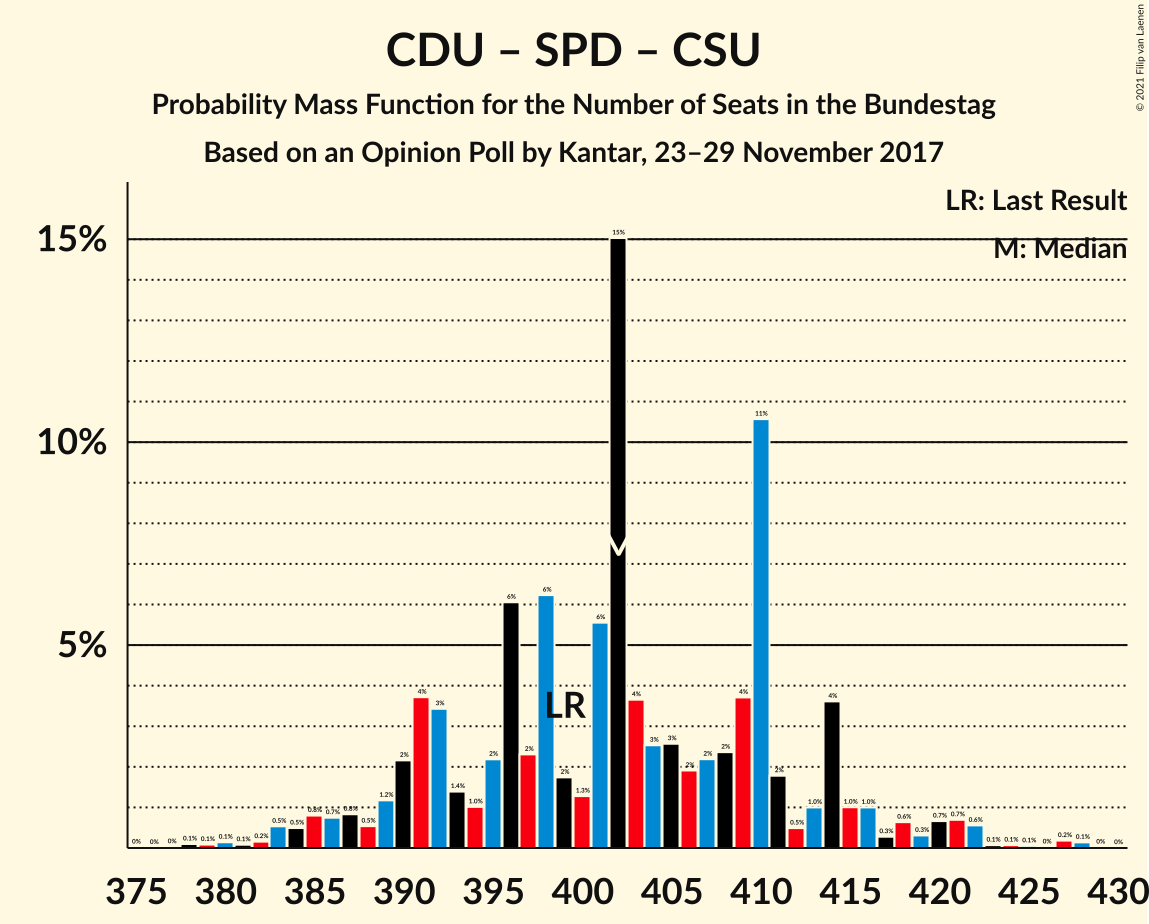 CDU – SPD – CSU
Probability Mass Function for the Number of Seats in the Bundestag
Based on an Opinion Poll by Kantar, 23–29 November 2017
© 2021 Filip van Laenen
LR: Last Result
M: Median
15%
10%
5%
0% 0% 0% 0.1% 0.1% 0.1% 0.1% 0.2% 0.5% 0.5% 0.8% 0.7% 0.8% 0.5% 1.2% 2% 4% 3% 1.4% 1.0% 2% 6% 2% 6% 2% 1.3% 6% 15% 4% 3% 3% 2% 2% 2% 4% 11% 2% 0.5% 1.0% 4% 1.0% 1.0% 0.3% 0.6% 0.3% 0.7% 0.7% 0.6% 0.1% 0.1% 0.1% 0% 0.2% 0.1% 0% 0%
LR
375 380 385 390 395 400 405 410 415 420 425 430